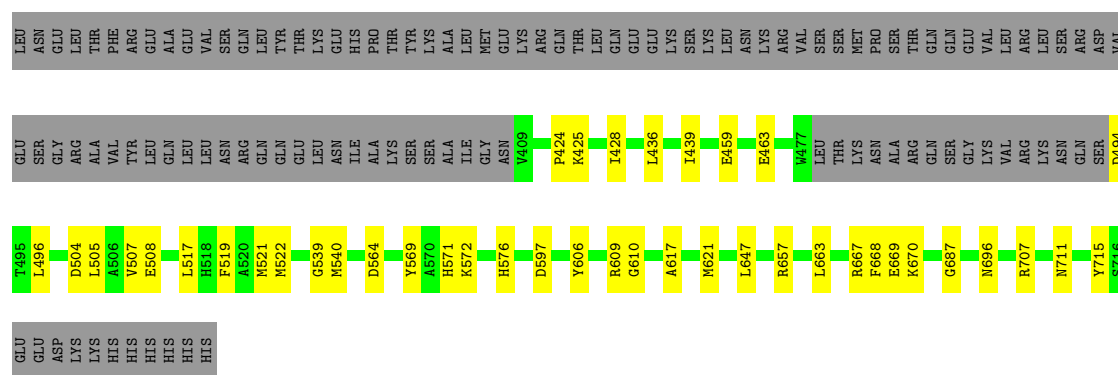 LEU ASN GLU LEU THR PHE ARG GLU ALA GLU VAL SER GLN LEU TYR THR LYS GLU HIS PRO THR TYR LYS ALA LEU MET GLU LYS ARG GLN THR LEU GLN GLU GLU LYS SER LYS LEU ASN LYS ARG VAL SER SER MET PRO SER THR GLN GLN GLU VAL LEU ARG LEU SER ARG ASP VAL
GLU SER GLY ARG ALA VAL TYR LEU GLN LEU LEU ASN ARG GLN GLN GLU LEU ASN ILE ALA LYS SER SER ALA ILE GLY ASN V409 P424 K425 I428 L436 I439 E459 E463 W477 LEU THR LYS ASN ALA ARG GLN SER GLY LYS VAL ARG LYS ASN GLN SER D494
T495 L496 D504 L505 A506 V507 E508 L517 H518 F519 A520 M521 M522 G539 M540 D564 Y569 A570 H571 K572 H576 D597 Y606 R609 G610 A617 M621 L647 R657 L663 R667 F668 E669 K670 G687 N696 R707 N711 Y715 S716
GLU GLU ASP LYS LYS HIS HIS HIS HIS HIS HIS